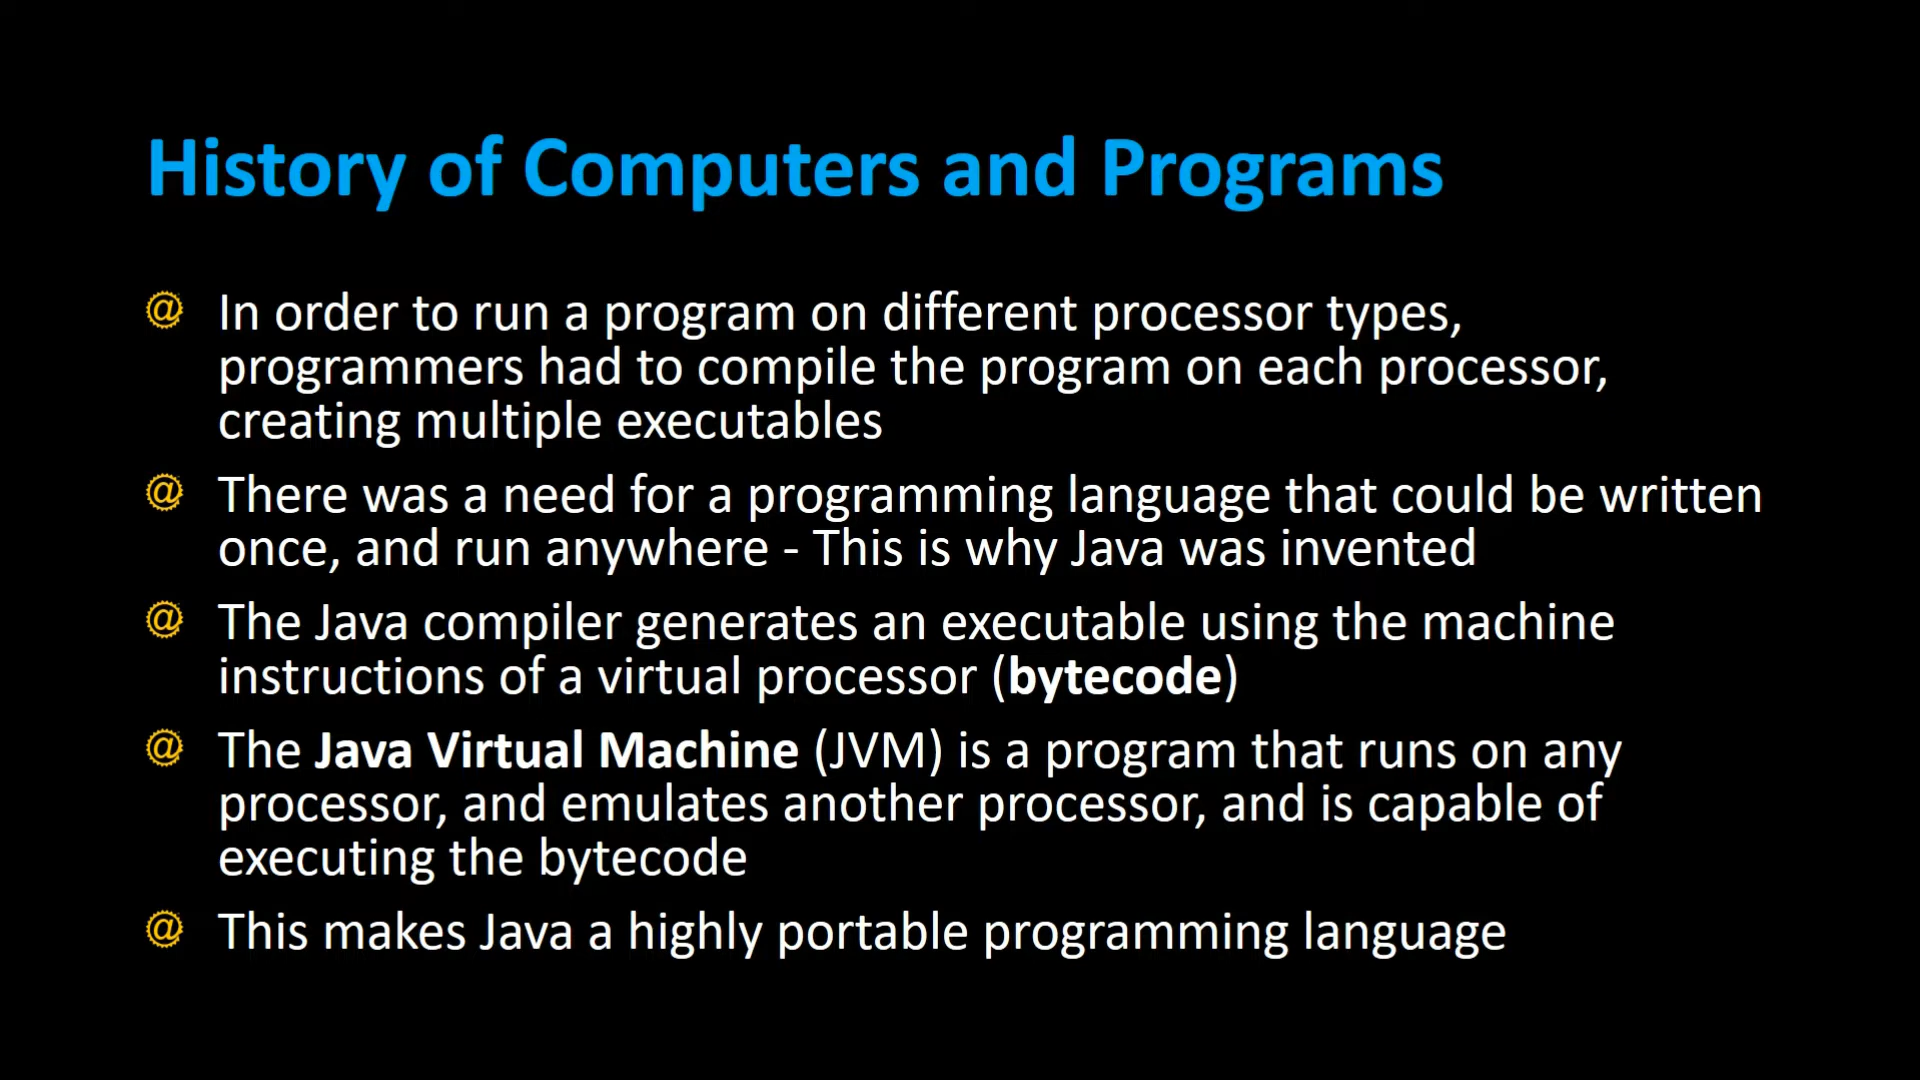 History of Computers and Programs
@ In order to run a program on different processor types,
programmers had to compile the program on each processor,
creating multiple executables
@ There was a need for a programming language that could be written
once, and run anywhere - This is why Java was invented
@ The Java compiler generates an executable using the machine
instructions of a virtual processor (bytecode)
@ The Java Virtual Machine (JVM) is a program that runs on any
processor, and emulates another processor, and is capable of
executing the bytecode
@ This makes Java a highly portable programming language